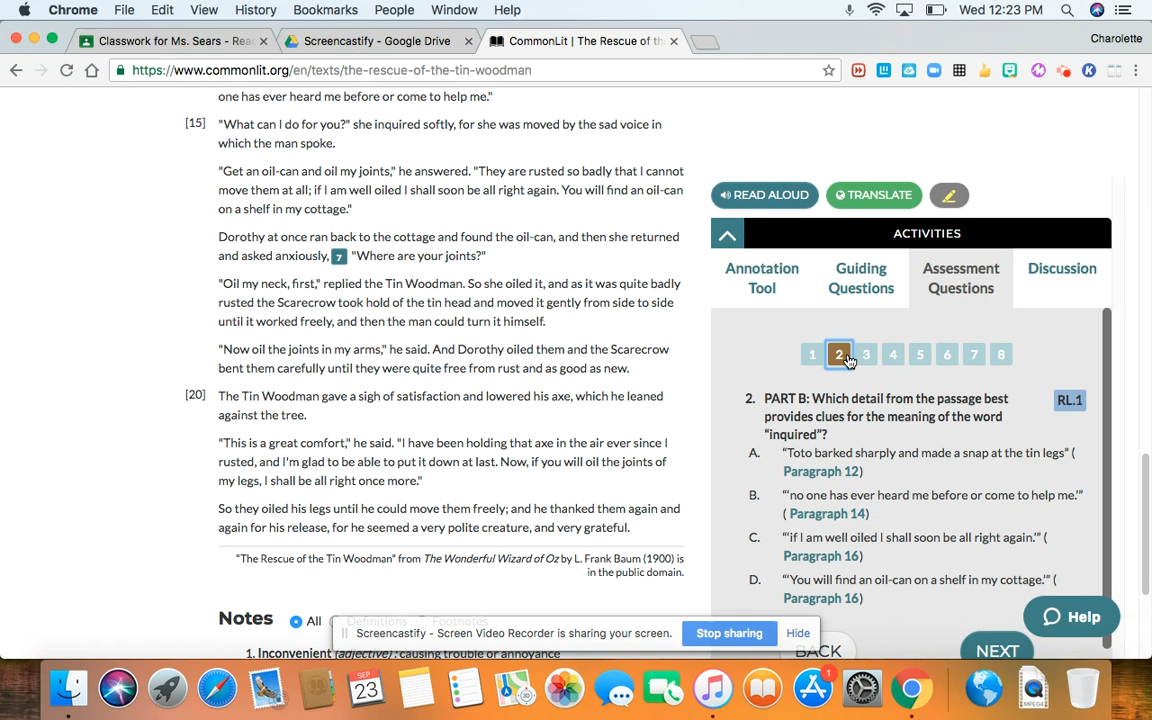 Chrome File Edit View History Bookmarks People Window Help Wed 12:23 PM
Classwork for Ms. Sears - Rea × Screencastify - Google Drive × CommonLit | The Rescue of th × Charolette
https://www.commonlit.org/en/texts/the-rescue-of-the-tin-woodman
one has ever heard me before or come to help me."
[15] "What can I do for you?" she inquired softly, for she was moved by the sad voice in
which the man spoke.
"Get an oil-can and oil my joints," he answered. "They are rusted so badly that I cannot
move them at all; if I am well oiled I shall soon be all right again. You will find an oil-can
on a shelf in my cottage."
Dorothy at once ran back to the cottage and found the oil-can, and then she returned
and asked anxiously, 7 "Where are your joints?"
"Oil my neck, first," replied the Tin Woodman. So she oiled it, and as it was quite badly
rusted the Scarecrow took hold of the tin head and moved it gently from side to side
until it worked freely, and then the man could turn it himself.
"Now oil the joints in my arms," he said. And Dorothy oiled them and the Scarecrow
bent them carefully until they were quite free from rust and as good as new.
[20] The Tin Woodman gave a sigh of satisfaction and lowered his axe, which he leaned
against the tree.
"This is a great comfort," he said. "I have been holding that axe in the air ever since I
rusted, and I'm glad to be able to put it down at last. Now, if you will oil the joints of
my legs, I shall be all right once more."
So they oiled his legs until he could move them freely; and he thanked them again and
again for his release, for he seemed a very polite creature, and very grateful.
"The Rescue of the Tin Woodman" from The Wonderful Wizard of Oz by L. Frank Baum (1900) is
in the public domain.
Notes All Definitions Footnotes
1. Inconvenient (adjective) : causing trouble or annoyance
READ ALOUD TRANSLATE
ACTIVITIES
Annotation Tool
Guiding Questions
Assessment Questions
Discussion
1 2 3 4 5 6 7 8
2. PART B: Which detail from the passage best RL.1
provides clues for the meaning of the word
"inquired"?
A. "Toto barked sharply and made a snap at the tin legs" (
Paragraph 12)
B. "'no one has ever heard me before or come to help me.'"
( Paragraph 14)
C. "'if I am well oiled I shall soon be all right again.'" (
Paragraph 16)
D. "'You will find an oil-can on a shelf in my cottage.'" (
Paragraph 16)
Help
BACK NEXT
Screencastify - Screen Video Recorder is sharing your screen. Stop sharing Hide
SEP
23
1
MPEG4